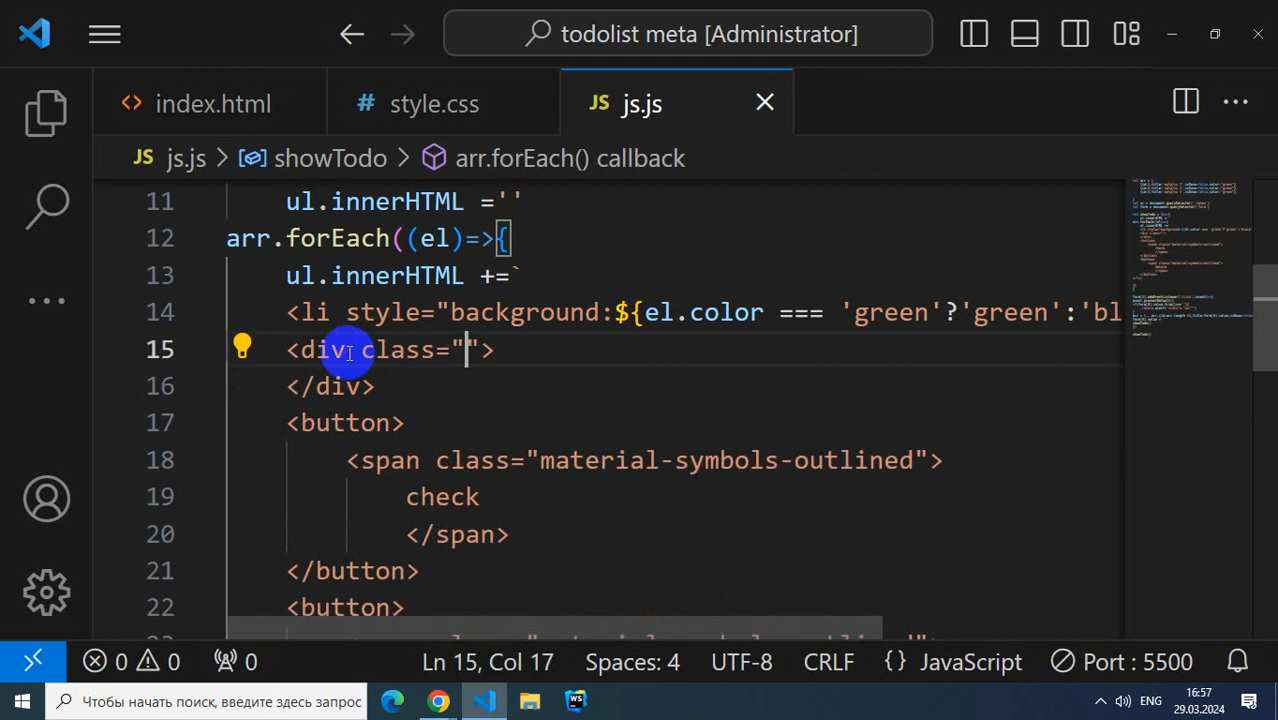 todolist meta [Administrator]
index.html
# style.css
JS js.js
JS js.js > showTodo > arr.forEach() callback
11 ul.innerHTML =''
12 arr.forEach((el)=>{
13 ul.innerHTML +=`
14 <li style="background:${el.color === 'green'?'green':'bl
15 <div class="">
16 </div>
17 <button>
18 <span class="material-symbols-outlined">
19 check
20 </span>
21 </button>
22 <button>
0 0 0 Ln 15, Col 17 Spaces: 4 UTF-8 CRLF {} JavaScript Port : 5500
Чтобы начать поиск, введите здесь запрос
WS
ENG
16:57
29.03.2024